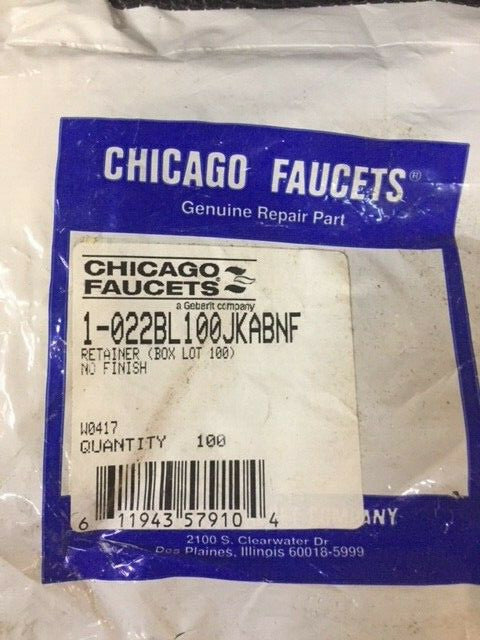 CHICAGO FAUCETS®
Genuine Repair Part
CHICAGO
FAUCETS®
a Geberit company
1-022BL100JKABNF
RETAINER (BOX LOT 100)
NO FINISH
W0417
QUANTITY 100
6 11943 57910 4
ANY
2100 S. Clearwater Dr
Des Plaines, Illinois 60018-5999